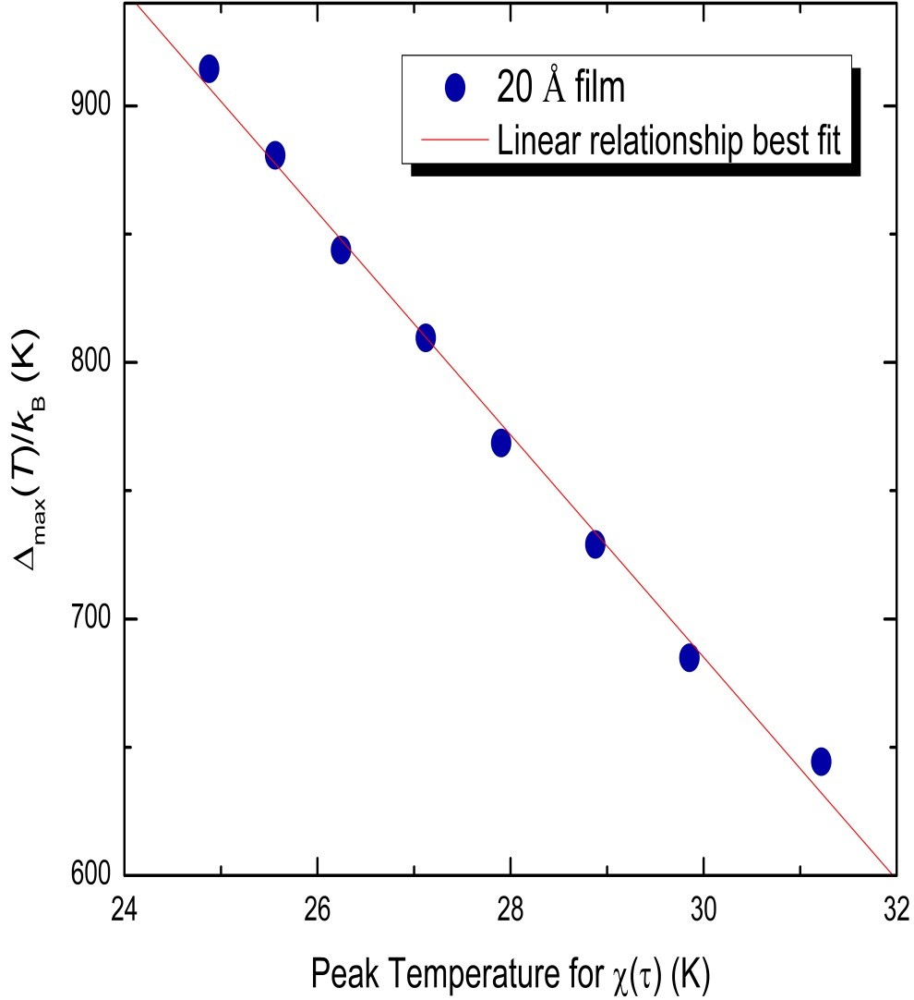 20 Å film
Linear relationship best fit
900
800
700
600
24 26 28 30 32
Δmax(T)/kB (K)
Peak Temperature for χ(τ) (K)